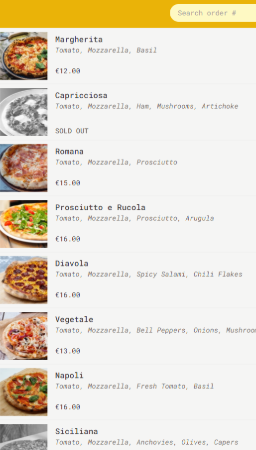 Search order #
Margherita
Tomato, Mozzarella, Basil
€12.00
Capricciosa
Tomato, Mozzarella, Ham, Mushrooms, Artichoke
SOLD OUT
Romana
Tomato, Mozzarella, Prosciutto
€15.00
Prosciutto e Rucola
Tomato, Mozzarella, Prosciutto, Arugula
€16.00
Diavola
Tomato, Mozzarella, Spicy Salami, Chili Flakes
€16.00
Vegetale
Tomato, Mozzarella, Bell Peppers, Onions, Mushroom
€13.00
Napoli
Tomato, Mozzarella, Fresh Tomato, Basil
€16.00
Siciliana
Tomato, Mozzarella, Anchovies, Olives, Capers